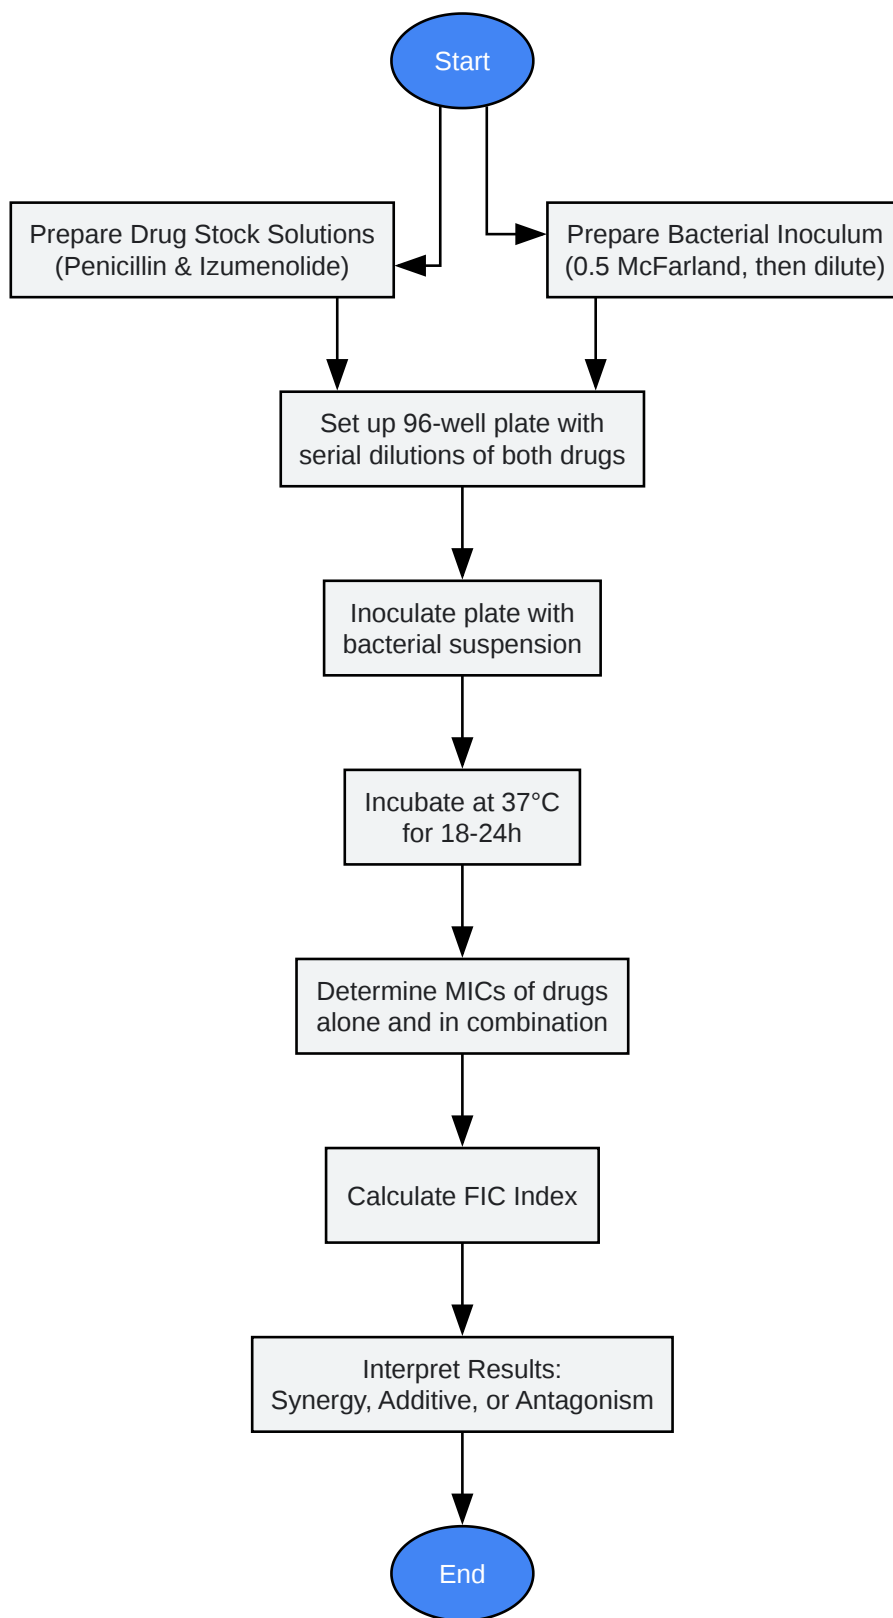 Start
Prepare Drug Stock Solutions
(Penicillin & Izumenolide)
Prepare Bacterial Inoculum
(0.5 McFarland, then dilute)
Set up 96-well plate with
serial dilutions of both drugs
Inoculate plate with
bacterial suspension
Incubate at 37°C
for 18-24h
Determine MICs of drugs
alone and in combination
Calculate FIC Index
Interpret Results:
Synergy, Additive, or Antagonism
End